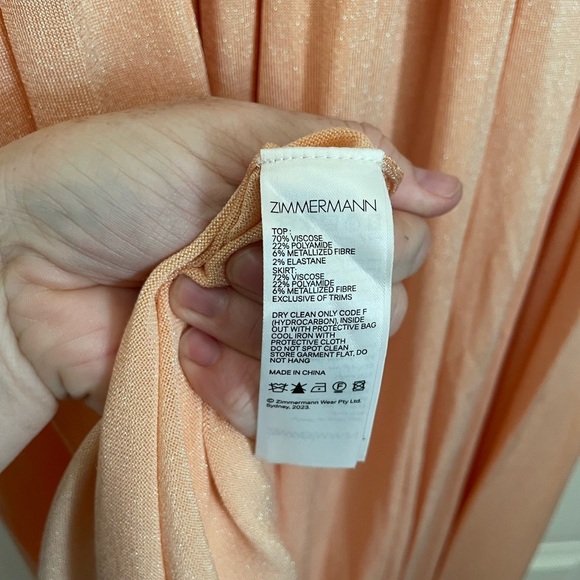 ZIMMERMANN
TOP :
70% VISCOSE
22% POLYAMIDE
6% METALLIZED FIBRE
2% ELASTANE
SKIRT:
72% VISCOSE
22% POLYAMIDE
6% METALLIZED FIBRE
EXCLUSIVE OF TRIMS
DRY CLEAN ONLY CODE F
(HYDROCARBON), INSIDE
OUT WITH PROTECTIVE BAG
COOL IRON WITH
PROTECTIVE CLOTH
DO NOT SPOT CLEAN
STORE GARMENT FLAT, DO
NOT HANG
MADE IN CHINA
© Zimmermann Wear Pty Ltd.
Sydney, 2023.